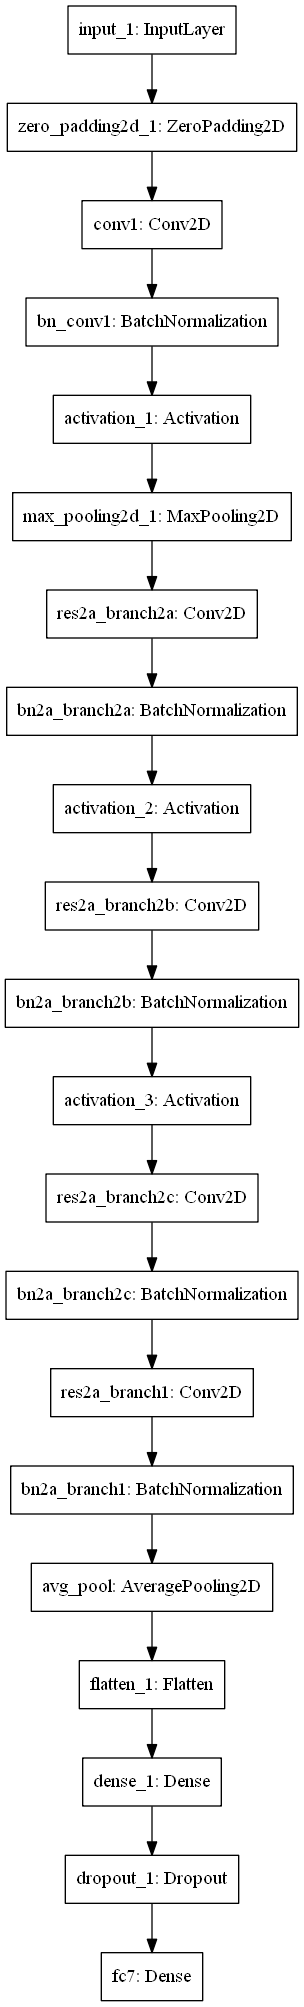 input_1: InputLayer
zero_padding2d_1: ZeroPadding2D
conv1: Conv2D
bn_conv1: BatchNormalization
activation_1: Activation
max_pooling2d_1: MaxPooling2D
res2a_branch2a: Conv2D
bn2a_branch2a: BatchNormalization
activation_2: Activation
res2a_branch2b: Conv2D
bn2a_branch2b: BatchNormalization
activation_3: Activation
res2a_branch2c: Conv2D
bn2a_branch2c: BatchNormalization
res2a_branch1: Conv2D
bn2a_branch1: BatchNormalization
avg_pool: AveragePooling2D
flatten_1: Flatten
dense_1: Dense
dropout_1: Dropout
fc7: Dense